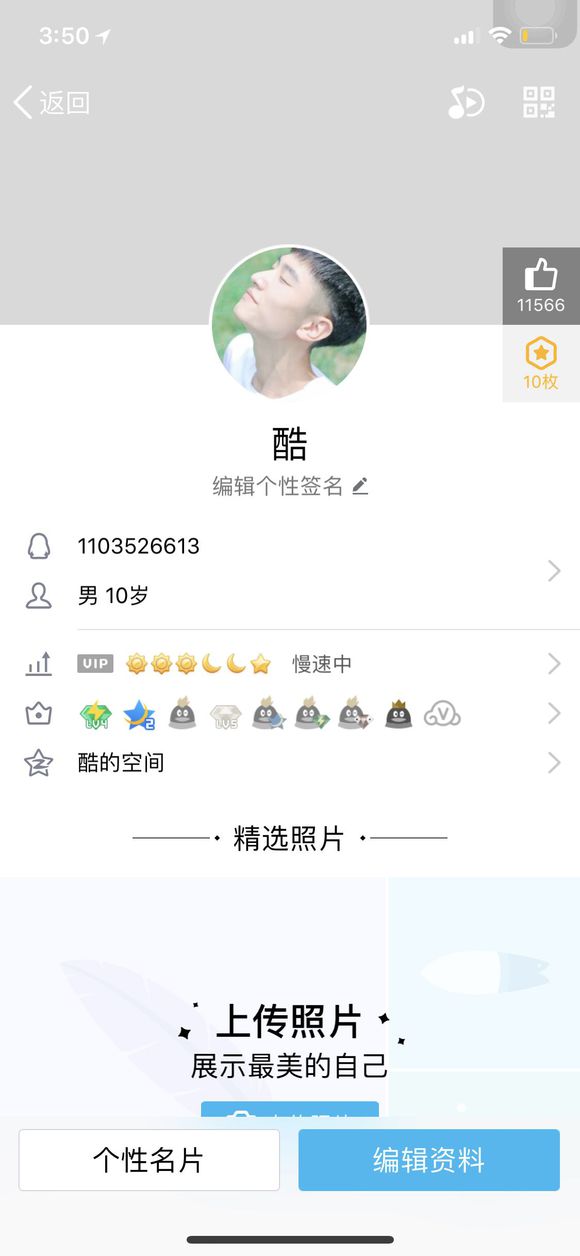 3:50
返回
11566
10枚
酷
编辑个性签名
1103526613
男 10岁
VIP 慢速中
LV4 2 LV5
酷的空间
精选照片
上传照片
展示最美的自己
个性名片
编辑资料